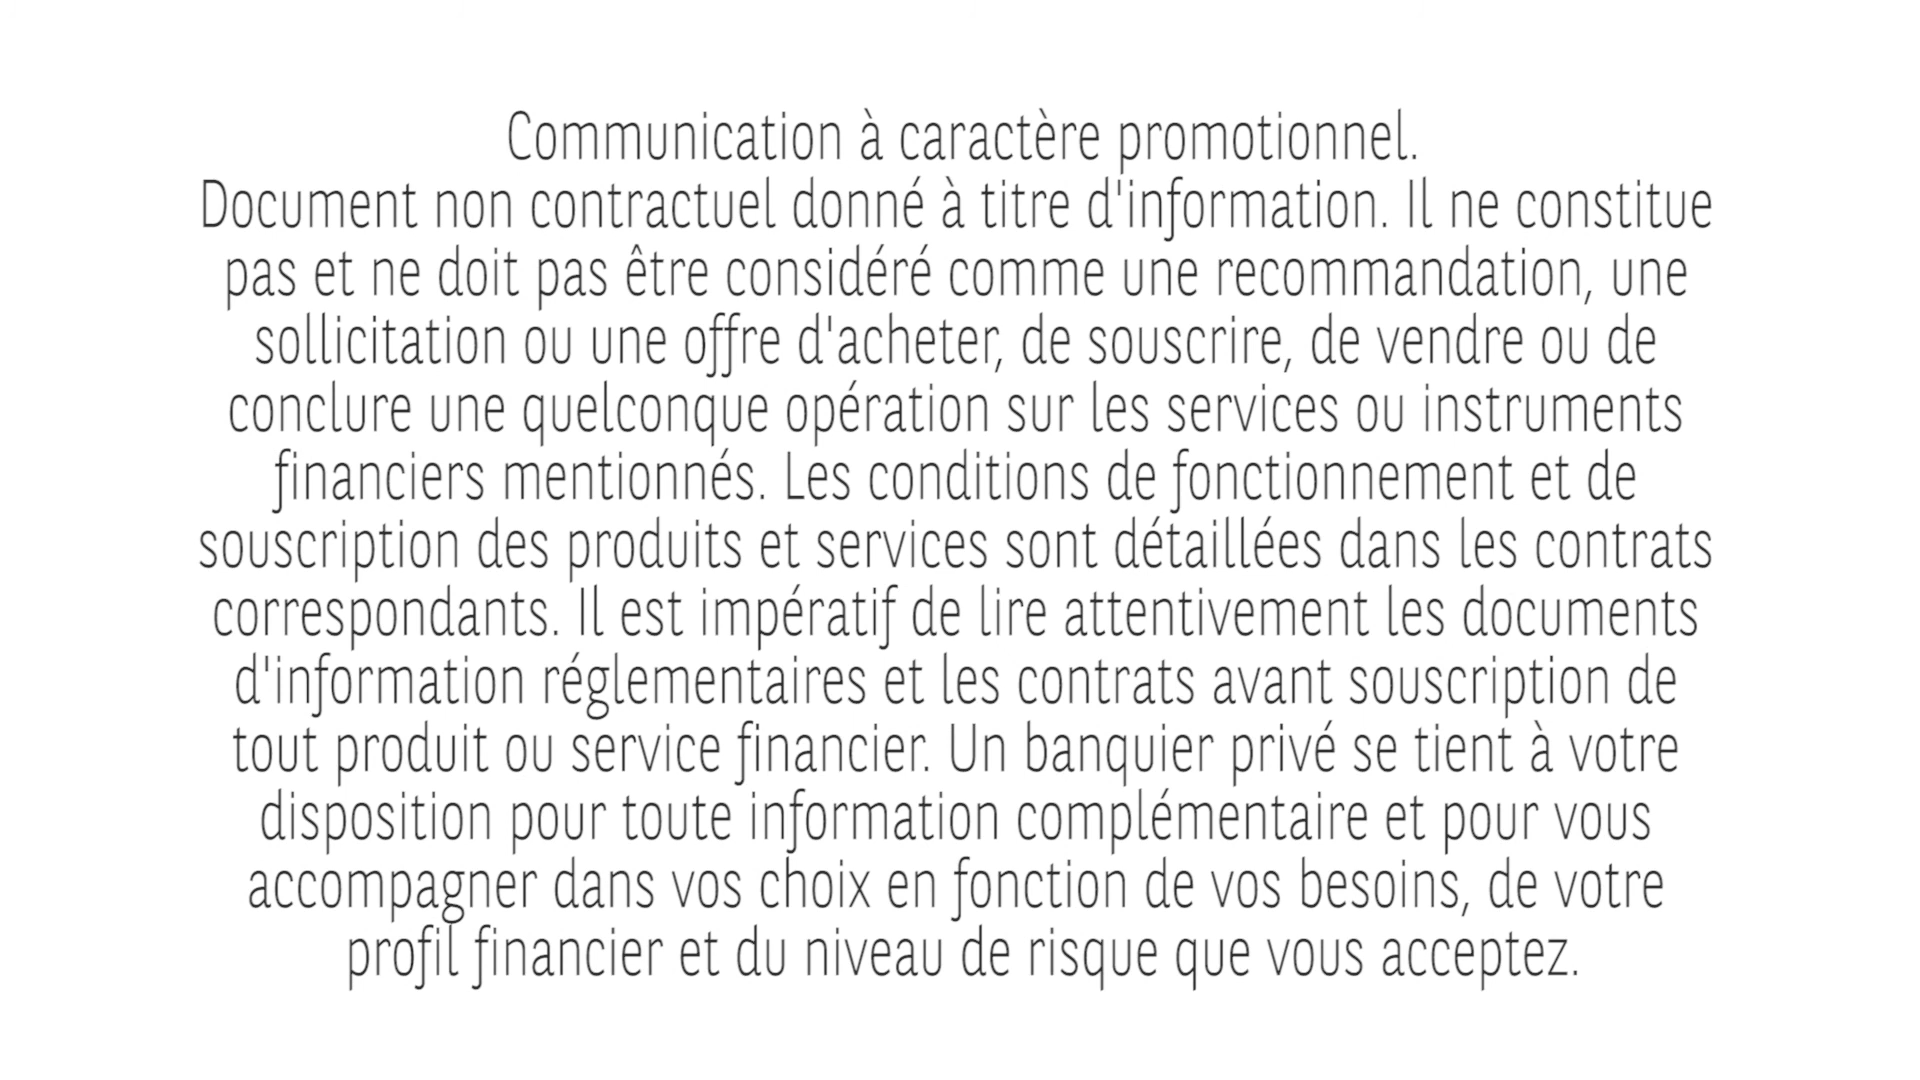 Communication à caractère promotionnel.
Document non contractuel donné à titre d'information. Il ne constitue
pas et ne doit pas être considéré comme une recommandation, une
sollicitation ou une offre d'acheter, de souscrire, de vendre ou de
conclure une quelconque opération sur les services ou instruments
financiers mentionnés. Les conditions de fonctionnement et de
souscription des produits et services sont détaillées dans les contrats
correspondants. Il est impératif de lire attentivement les documents
d'information réglementaires et les contrats avant souscription de
tout produit ou service financier. Un banquier privé se tient à votre
disposition pour toute information complémentaire et pour vous
accompagner dans vos choix en fonction de vos besoins, de votre
profil financier et du niveau de risque que vous acceptez.